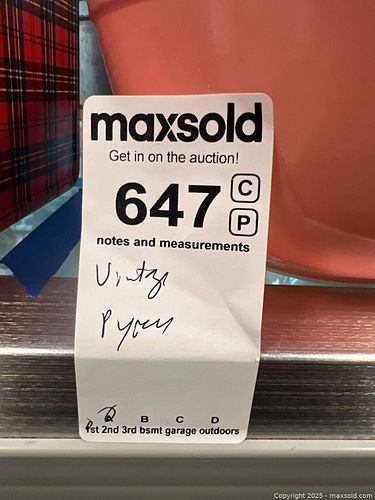 maxsold
Get in on the auction!
647 C
P
notes and measurements
Vintage
Pyrex
A B C D
1st 2nd 3rd bsmt garage outdoors
Copyright 2025 - maxsold.com